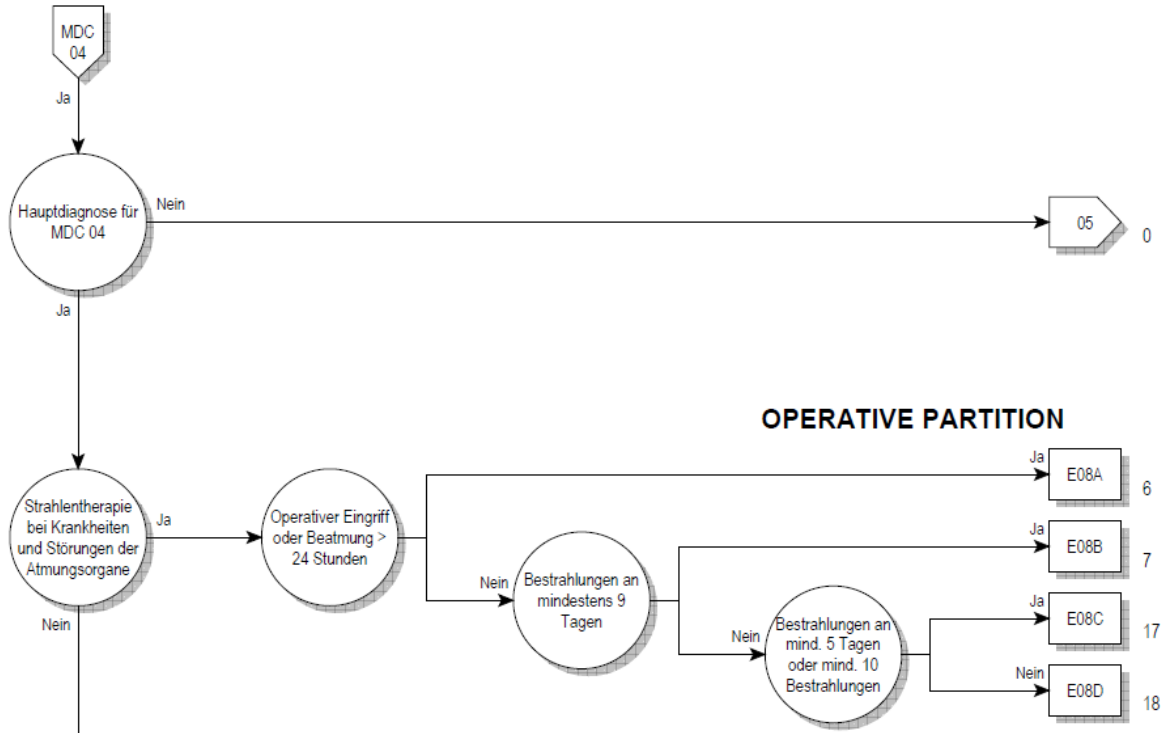 MDC
04
Ja
Hauptdiagnose für
MDC 04
Nein
05
0
Ja
OPERATIVE PARTITION
Strahlentherapie
bei Krankheiten
und Störungen der
Atmungsorgane
Ja
Nein
Operativer Eingriff
oder Beatmung >
24 Stunden
Ja
E08A
6
Nein
Bestrahlungen an
mindestens 9
Tagen
Ja
E08B
7
Nein
Bestrahlungen an
mind. 5 Tagen
oder mind. 10
Bestrahlungen
Ja
E08C
17
Nein
E08D
18